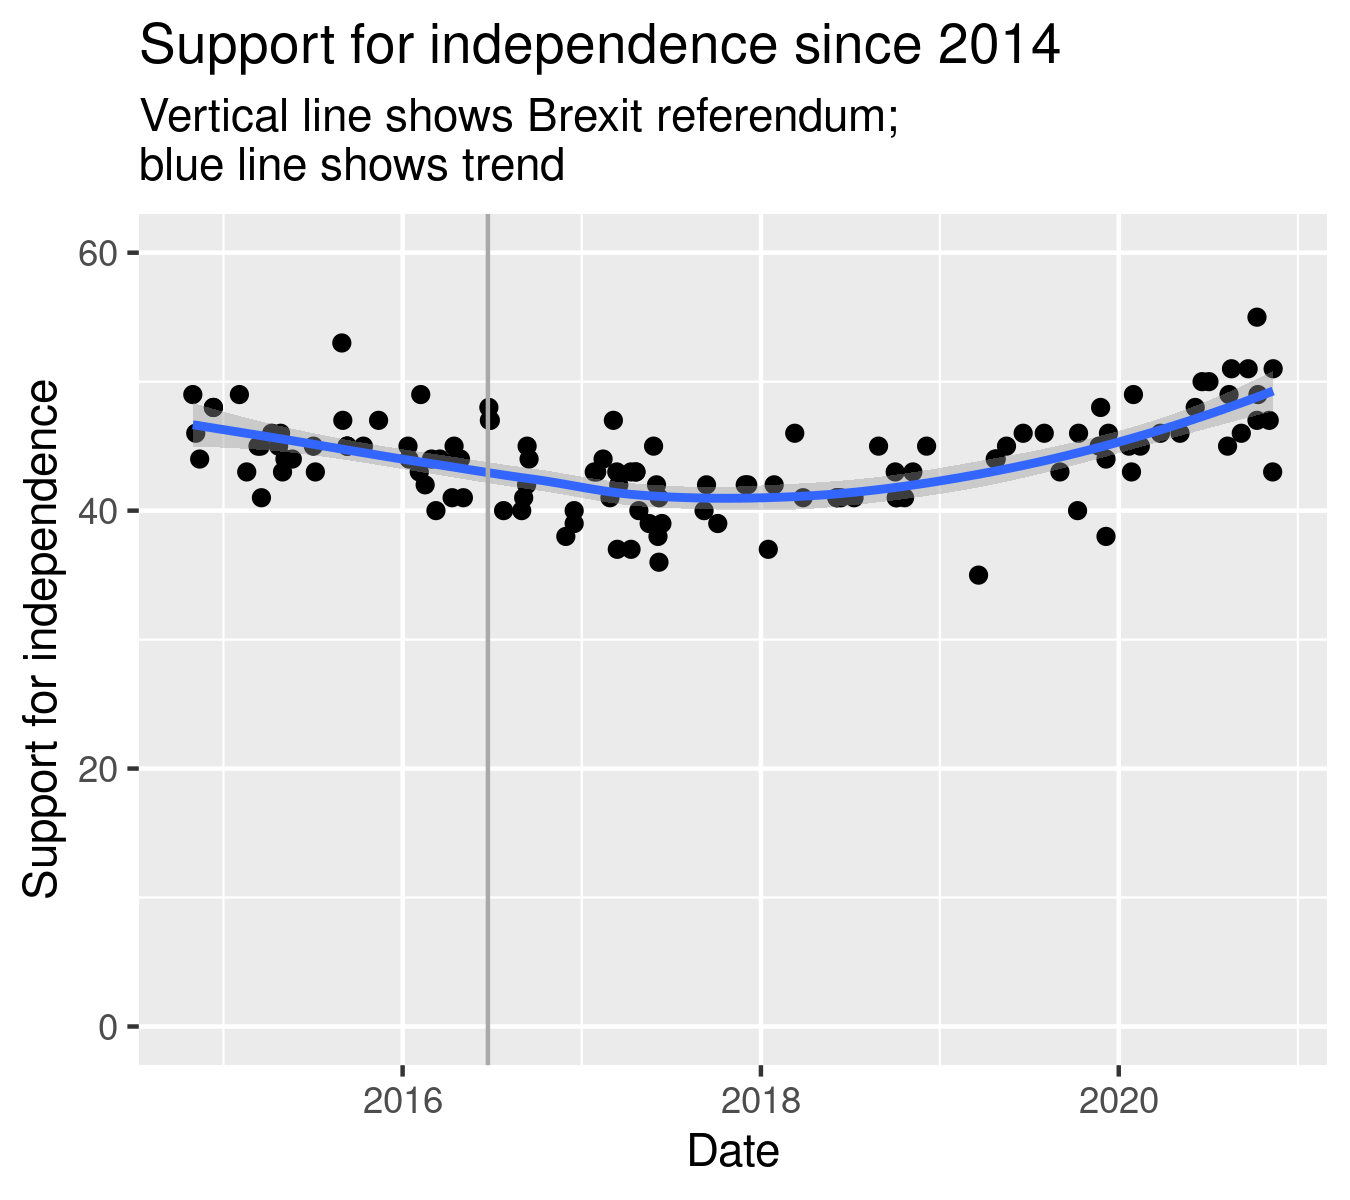 Support for independence since 2014
Vertical line shows Brexit referendum;
blue line shows trend
Support for independence
60
40
20
0
2016
2018
2020
Date